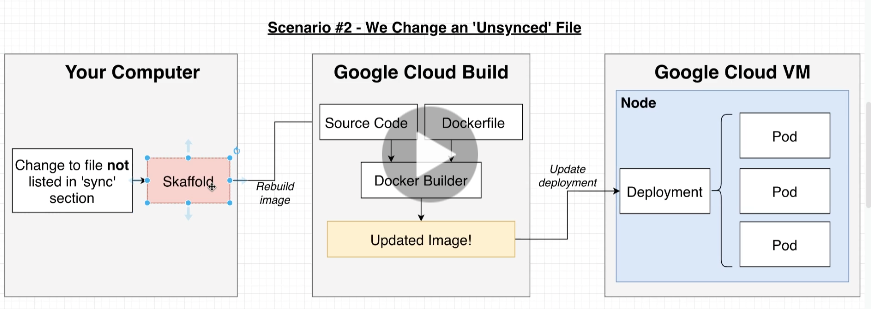 Scenario #2 - We Change an 'Unsynced' File
Your Computer
Change to file not
listed in 'sync'
section
Skaffold
Rebuild
image
Google Cloud Build
Source Code
Dockerfile
Docker Builder
Updated Image!
Update
deployment
Google Cloud VM
Node
Deployment
Pod
Pod
Pod